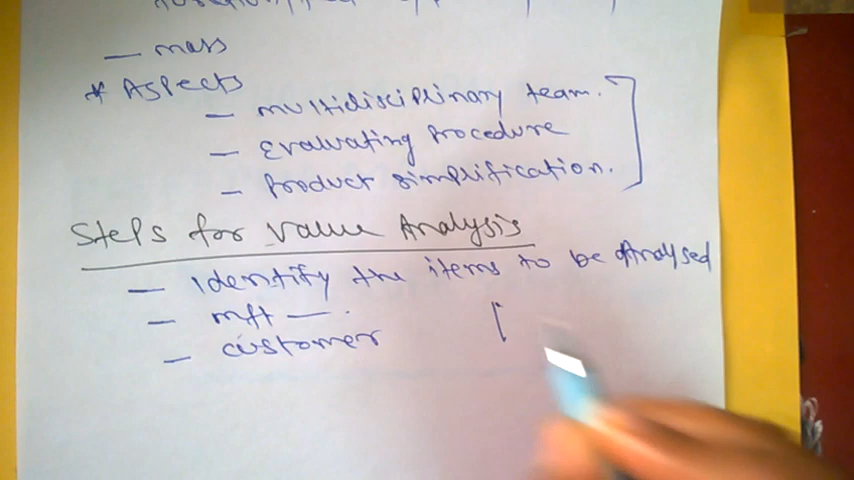 — mass
* Aspects
— multidisciplinary team.
— Evaluating Procedure
— Product simplification.
Steps for Value Analysis
— Identify the items to be Analysed
— mft —.
— customer